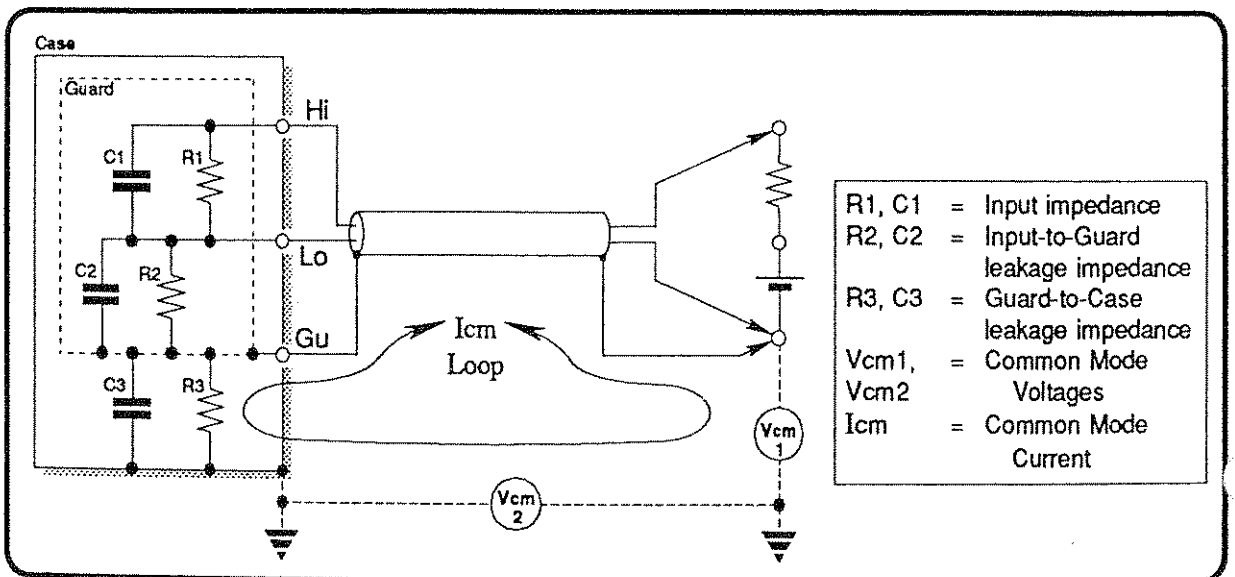 Case
Guard
Hi
C1
R1
Lo
C2
R2
Gu
Icm
Loop
C3
R3
Vcm
1
Vcm
2
R1, C1 = Input impedance
R2, C2 = Input-to-Guard
leakage impedance
R3, C3 = Guard-to-Case
leakage impedance
Vcm1, = Common Mode
Vcm2 Voltages
Icm = Common Mode
Current